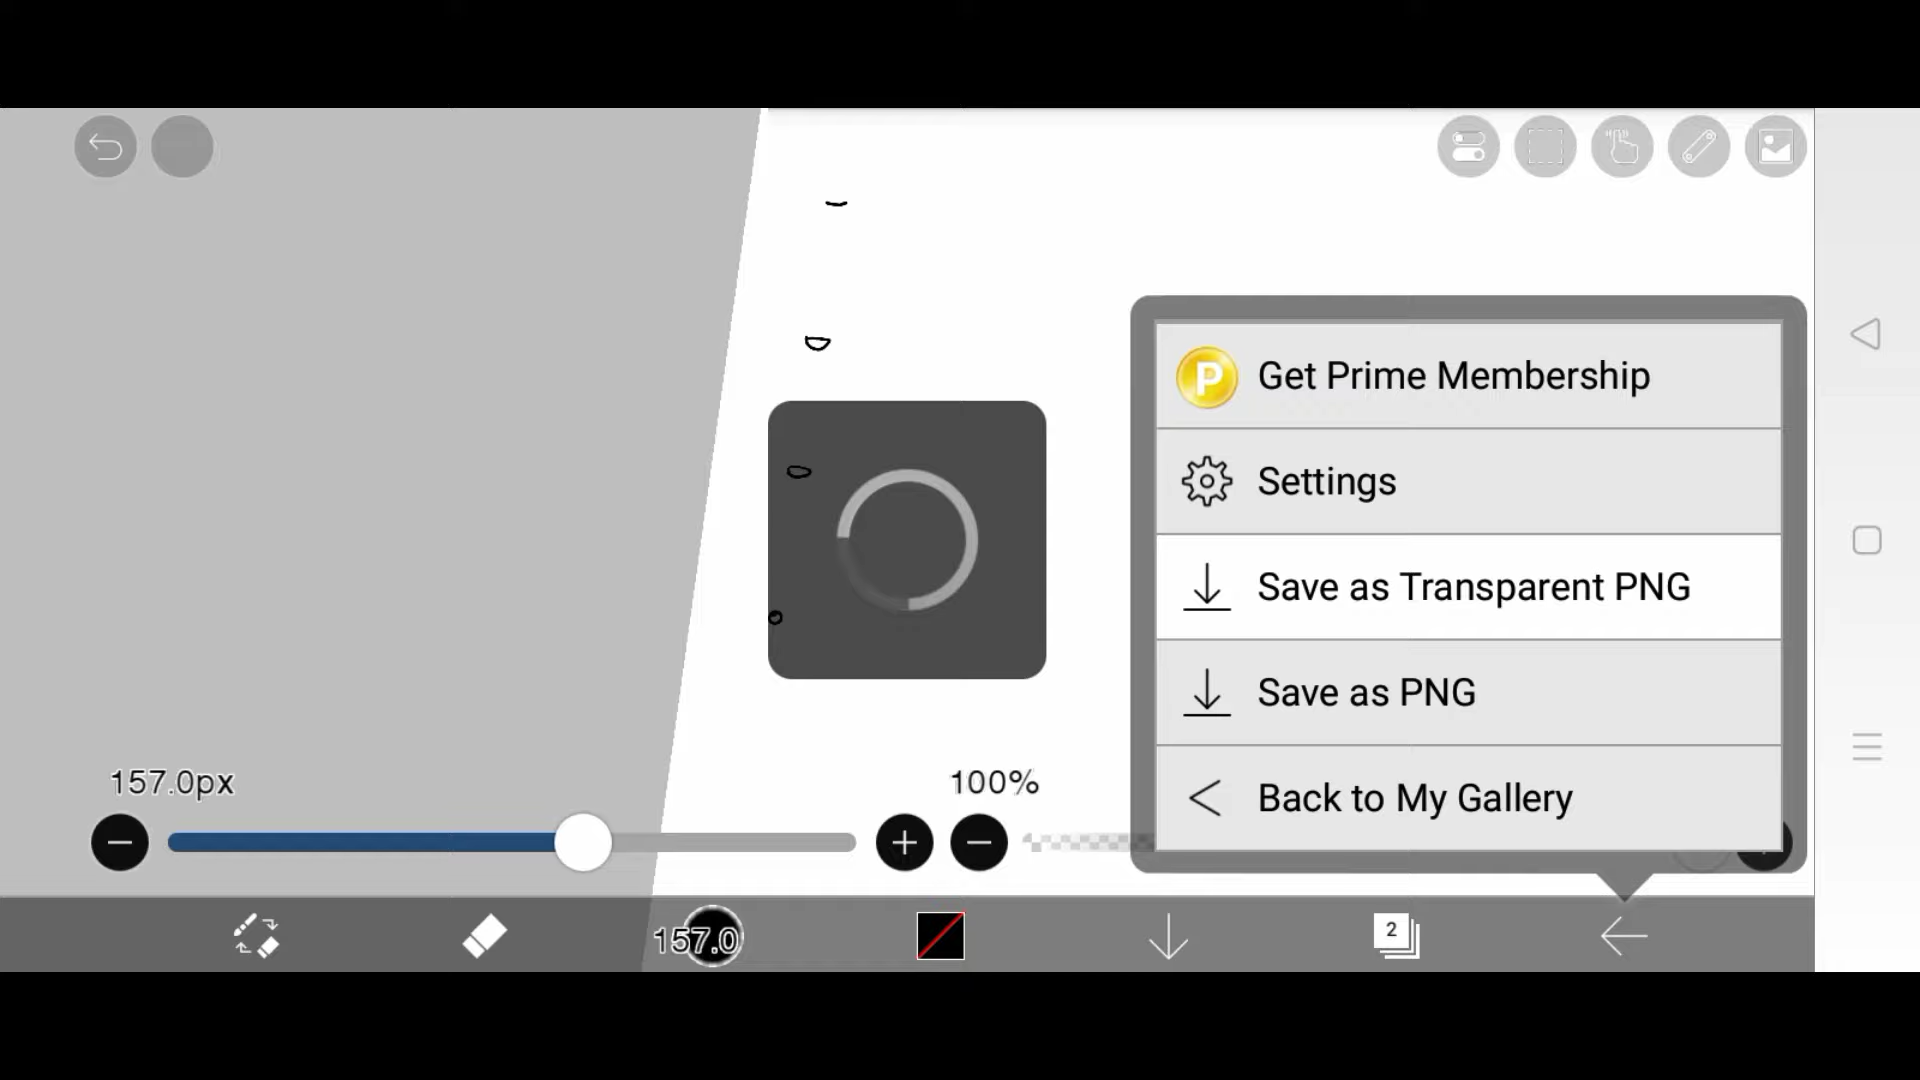 P Get Prime Membership
Settings
Save as Transparent PNG
Save as PNG
157.0px
100%
Back to My Gallery
157.0
2